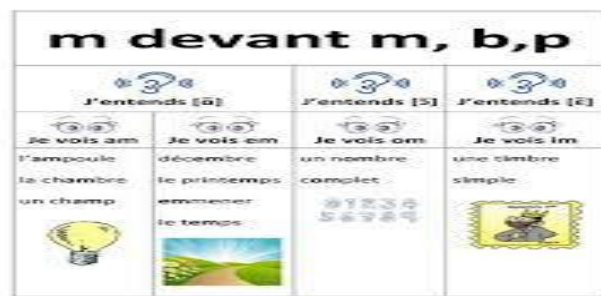 m devant m, b,p
J'entends [ã]
J'entends [õ]
J'entends [ɛ̃]
Je vois am
Je vois em
Je vois om
Je vois im
l'ampoule
la chambre
un champ
décembre
le printemps
emmener
le temps
un nombre
complet
une timbre
simple